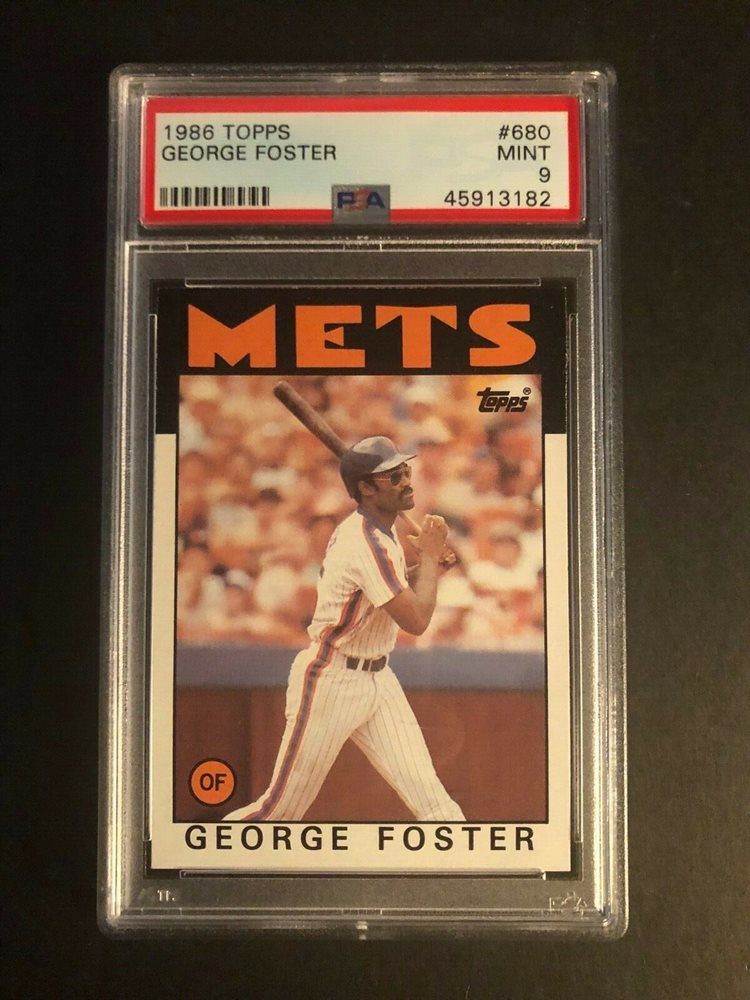 1986 TOPPS #680
GEORGE FOSTER MINT
9
PSA 45913182
METS
topps®
OF
GEORGE FOSTER